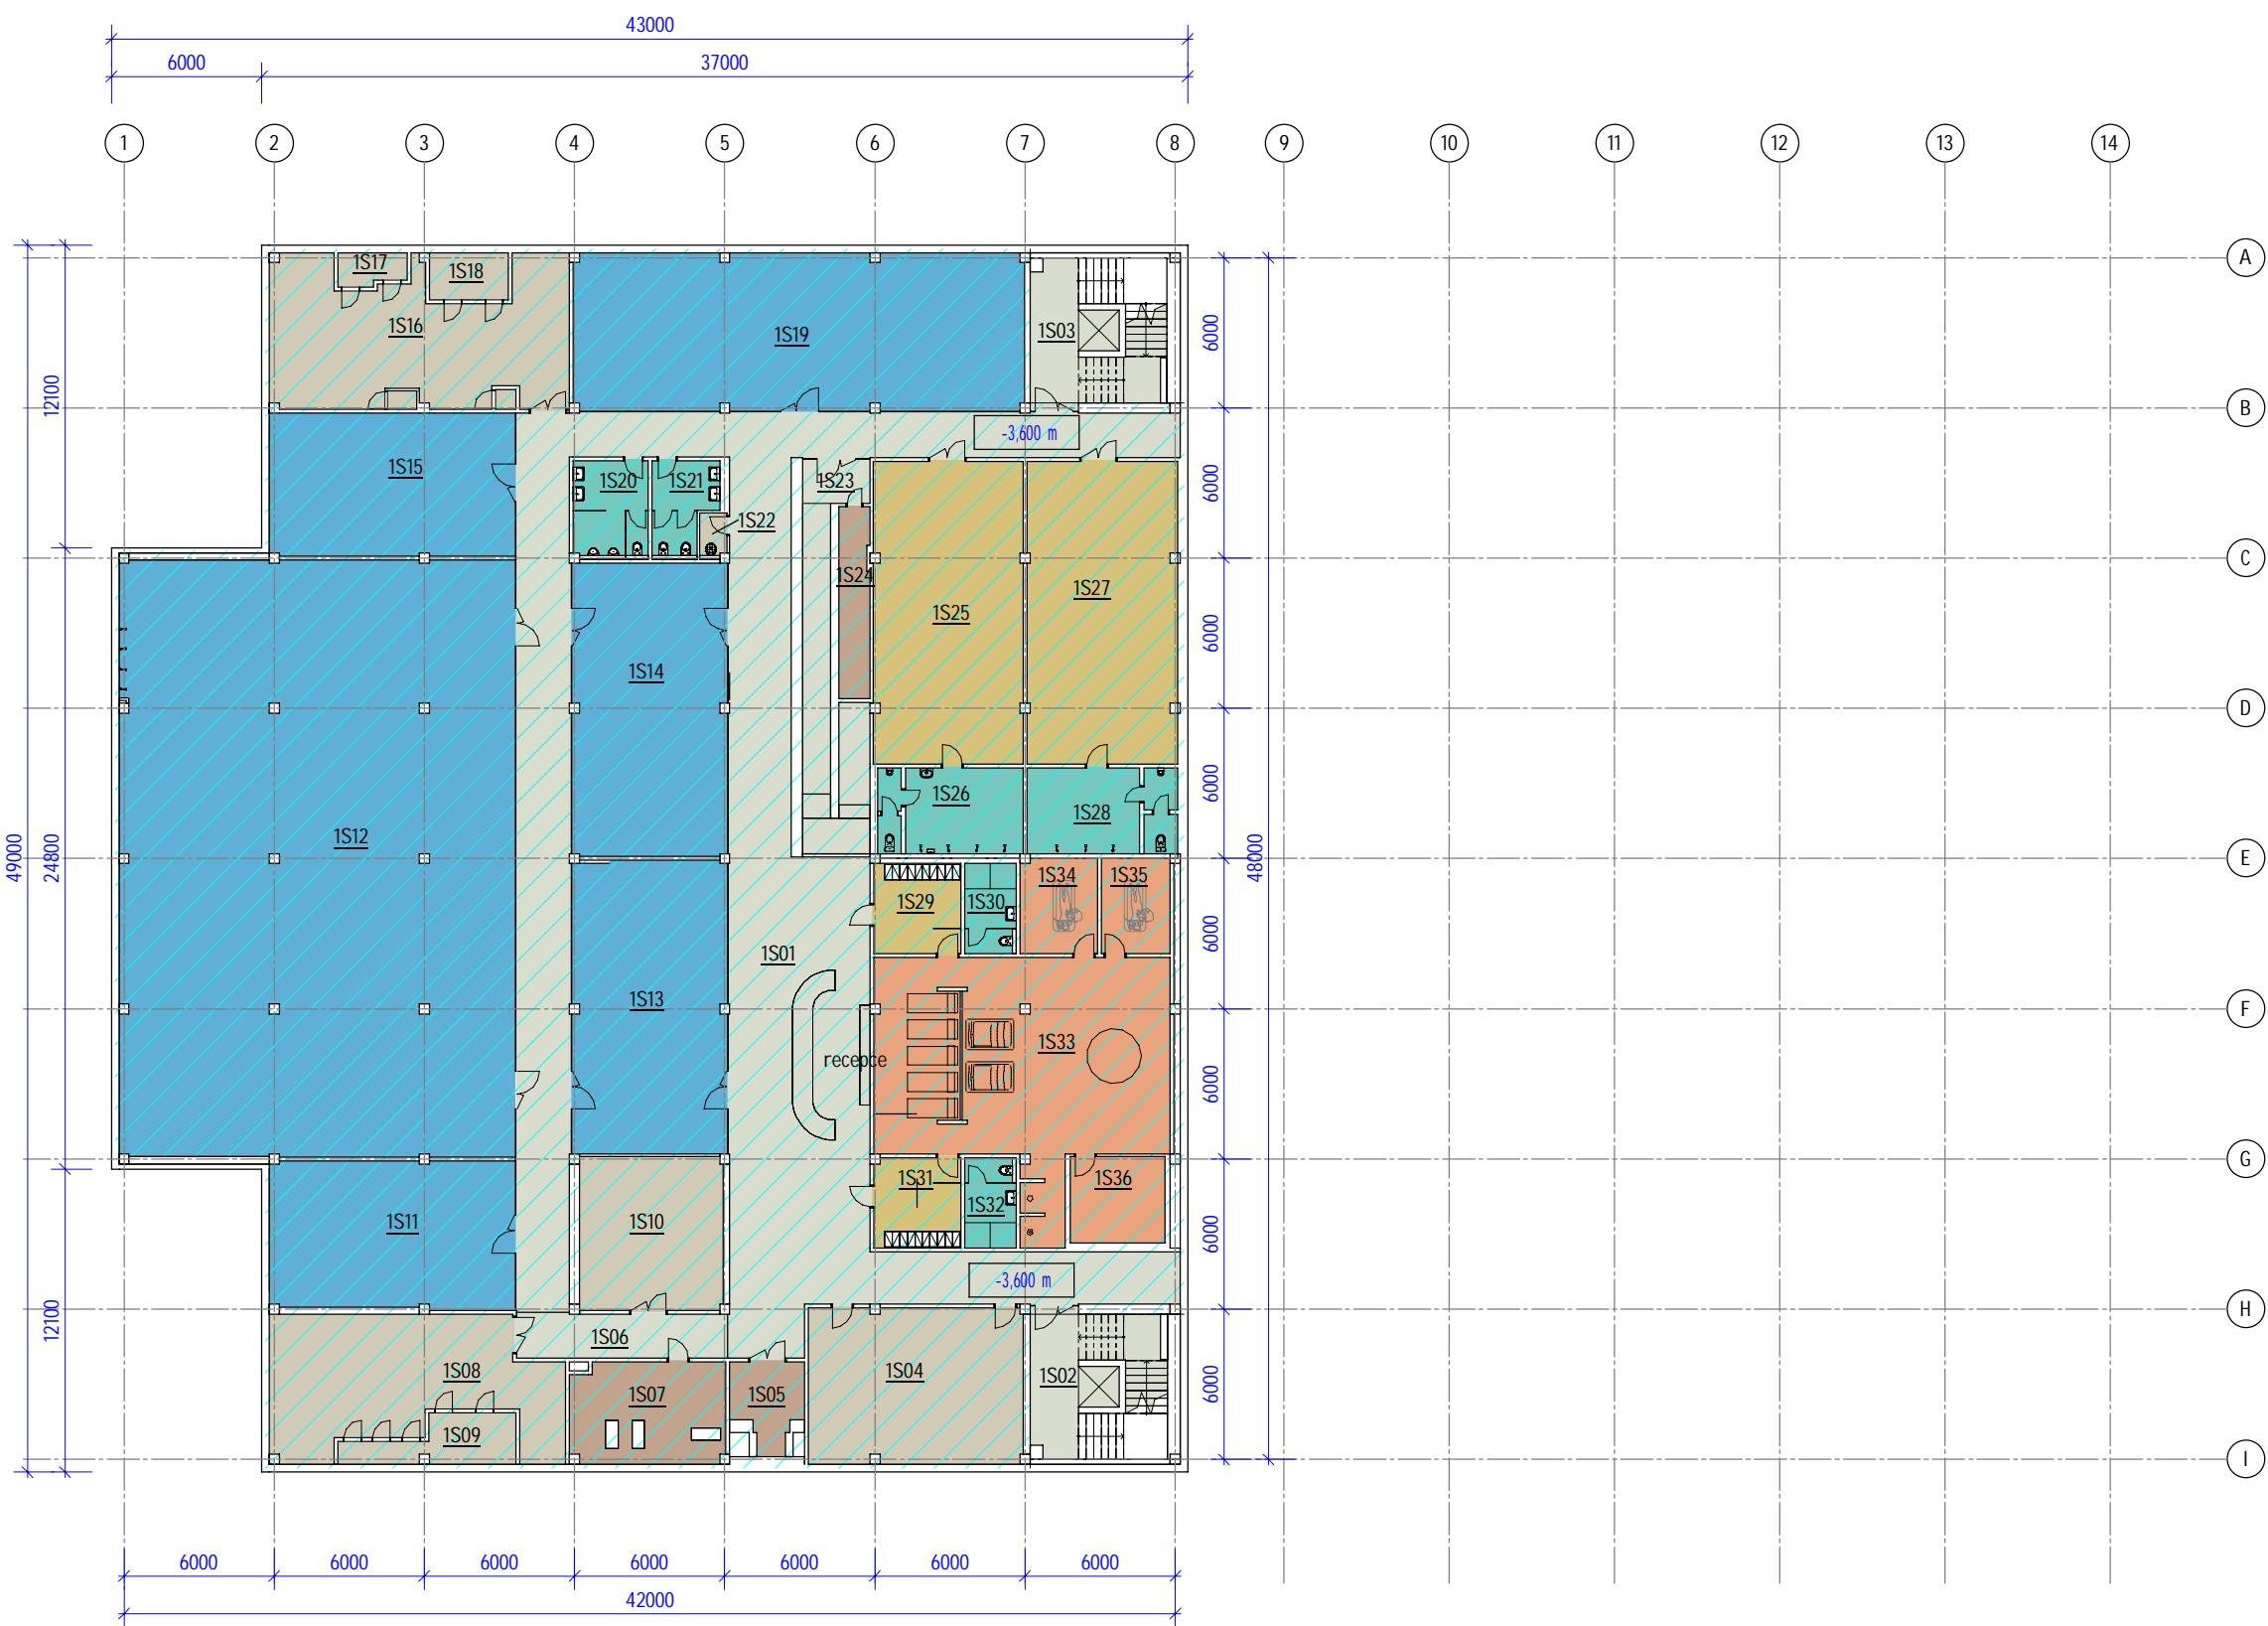 43000
6000
37000
1
2
3
4
5
6
7
8
9
10
11
12
13
14
A
1S17
1S18
1S16
1S19
1S03
6000
12100
B
-3,600 m
1S15
1S20
1S21
1S23
6000
1S22
C
1S24
1S27
1S25
6000
1S14
D
1S26
1S28
6000
1S12
49000
24800
48000
E
1S34
1S35
1S29
1S30
6000
1S01
1S13
F
1S33
recepce
6000
G
1S31
1S36
1S32
1S10
1S11
6000
-3,600 m
H
12100
1S06
1S08
1S04
1S02
1S07
1S05
6000
1S09
I
6000
6000
6000
6000
6000
6000
6000
42000